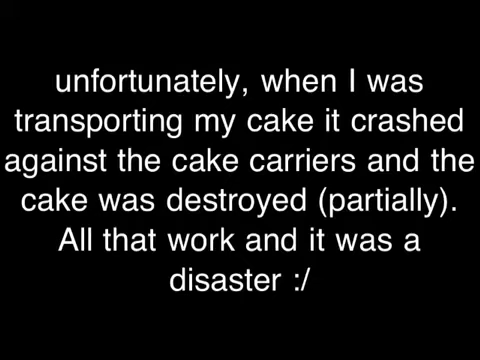 unfortunately, when I was
transporting my cake it crashed
against the cake carriers and the
cake was destroyed (partially).
All that work and it was a
disaster :/